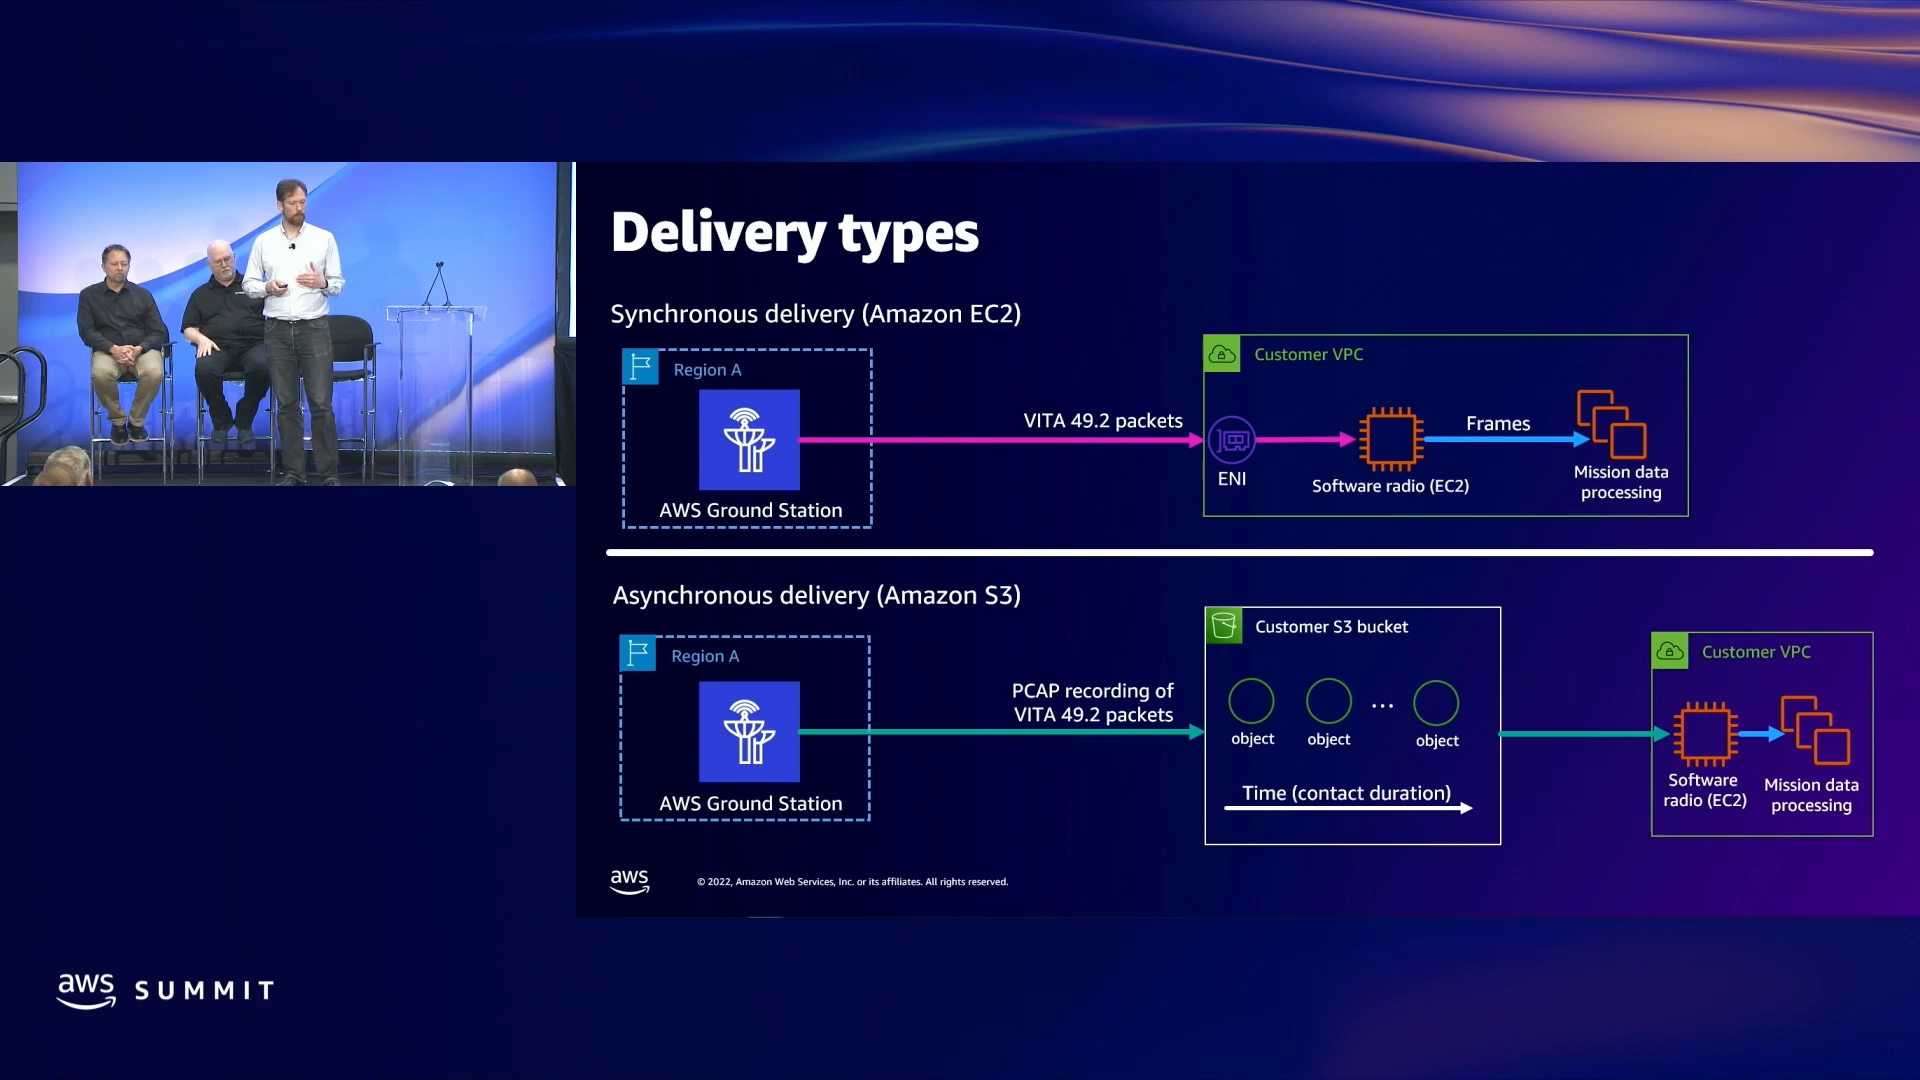 Delivery types
Synchronous delivery (Amazon EC2)
Region A
AWS Ground Station
VITA 49.2 packets
Customer VPC
ENI
Software radio (EC2)
Frames
Mission data
processing
Asynchronous delivery (Amazon S3)
Region A
AWS Ground Station
PCAP recording of
VITA 49.2 packets
Customer S3 bucket
object
object
...
object
Time (contact duration)
Customer VPC
Software
radio (EC2)
Mission data
processing
aws
© 2022, Amazon Web Services, Inc. or its affiliates. All rights reserved.
aws SUMMIT